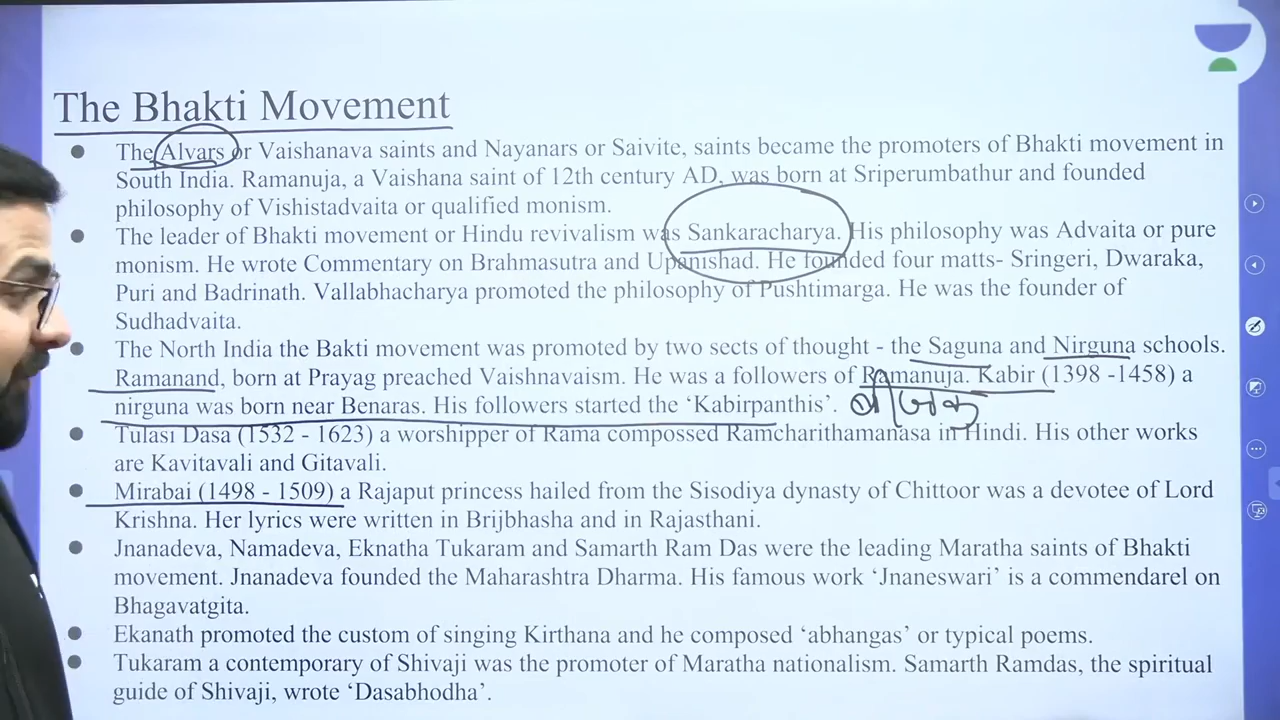 The Bhakti Movement
● The Alvars or Vaishanava saints and Nayanars or Saivite, saints became the promoters of Bhakti movement in
South India. Ramanuja, a Vaishana saint of 12th century AD, was born at Sriperumbathur and founded
philosophy of Vishistadvaita or qualified monism.
● The leader of Bhakti movement or Hindu revivalism was Sankaracharya. His philosophy was Advaita or pure
monism. He wrote Commentary on Brahmasutra and Upanishad. He founded four matts- Sringeri, Dwaraka,
Puri and Badrinath. Vallabhacharya promoted the philosophy of Pushtimarga. He was the founder of
Sudhadvaita.
● The North India the Bakti movement was promoted by two sects of thought - the Saguna and Nirguna schools.
Ramanand, born at Prayag preached Vaishnavaism. He was a followers of Ramanuja. Kabir (1398 -1458) a
nirguna was born near Benaras. His followers started the ‘Kabirpanthis’. बीजक
● Tulasi Dasa (1532 - 1623) a worshipper of Rama compossed Ramcharithamanasa in Hindi. His other works
are Kavitavali and Gitavali.
● Mirabai (1498 - 1509) a Rajaput princess hailed from the Sisodiya dynasty of Chittoor was a devotee of Lord
Krishna. Her lyrics were written in Brijbhasha and in Rajasthani.
● Jnanadeva, Namadeva, Eknatha Tukaram and Samarth Ram Das were the leading Maratha saints of Bhakti
movement. Jnanadeva founded the Maharashtra Dharma. His famous work ‘Jnaneswari’ is a commendarel on
Bhagavatgita.
● Ekanath promoted the custom of singing Kirthana and he composed ‘abhangas’ or typical poems.
● Tukaram a contemporary of Shivaji was the promoter of Maratha nationalism. Samarth Ramdas, the spiritual
guide of Shivaji, wrote ‘Dasabhodha’.